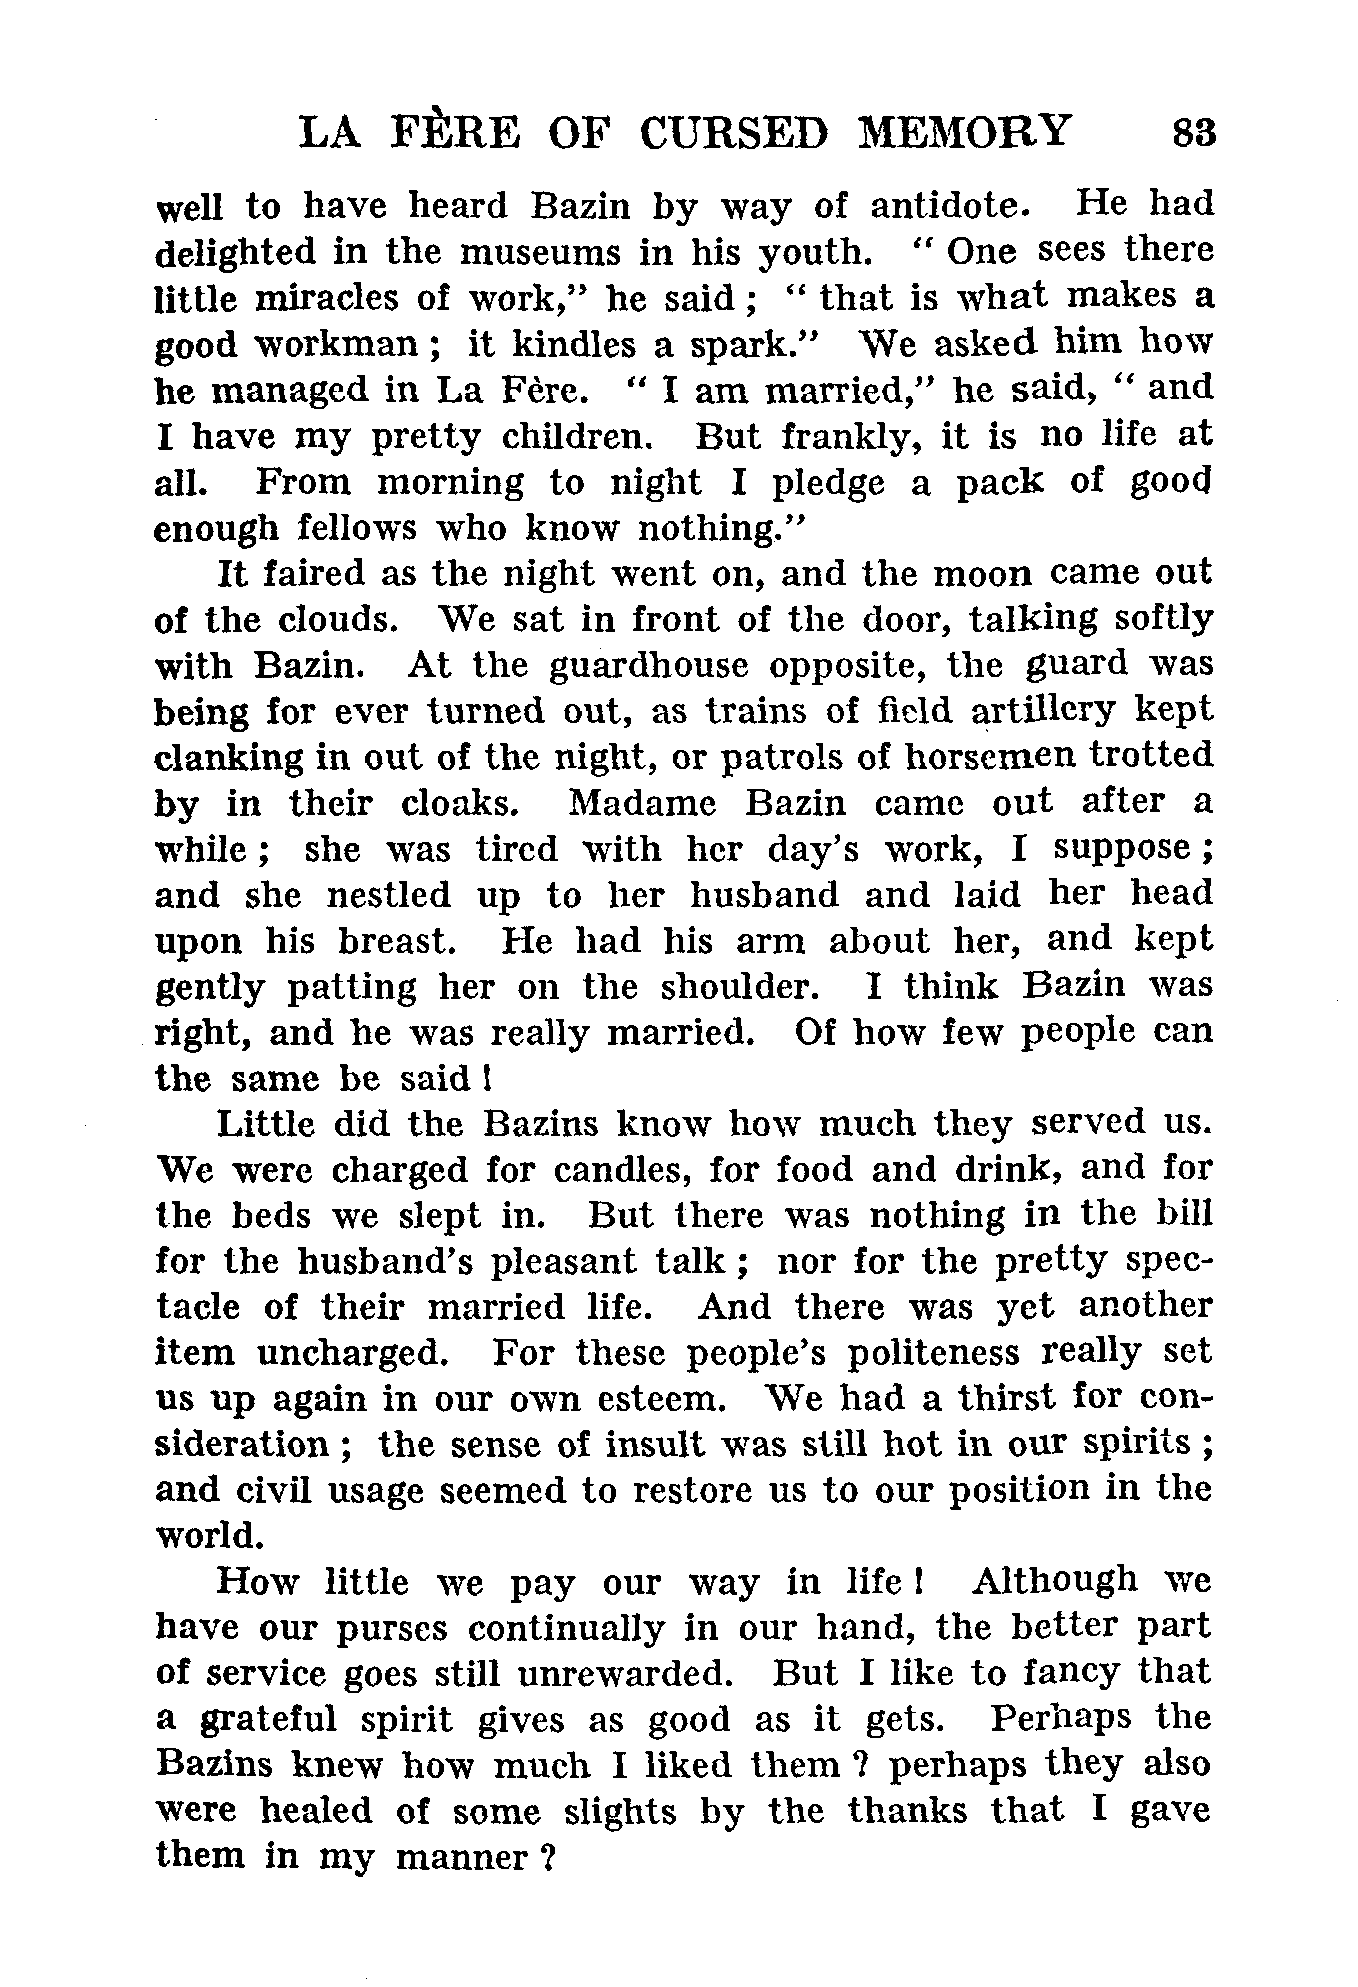 LA FÈRE OF CURSED MEMORY 83
well to have heard Bazin by way of antidote. He had
delighted in the museums in his youth. “ One sees there
little miracles of work,” he said ; “ that is what makes a
good workman ; it kindles a spark.” We asked him how
he managed in La Fère. “ I am married,” he said, “ and
I have my pretty children. But frankly, it is no life at
all. From morning to night I pledge a pack of good
enough fellows who know nothing.”
It faired as the night went on, and the moon came out
of the clouds. We sat in front of the door, talking softly
with Bazin. At the guardhouse opposite, the guard was
being for ever turned out, as trains of field artillery kept
clanking in out of the night, or patrols of horsemen trotted
by in their cloaks. Madame Bazin came out after a
while ; she was tired with her day’s work, I suppose ;
and she nestled up to her husband and laid her head
upon his breast. He had his arm about her, and kept
gently patting her on the shoulder. I think Bazin was
right, and he was really married. Of how few people can
the same be said !
Little did the Bazins know how much they served us.
We were charged for candles, for food and drink, and for
the beds we slept in. But there was nothing in the bill
for the husband’s pleasant talk ; nor for the pretty spec-
tacle of their married life. And there was yet another
item uncharged. For these people’s politeness really set
us up again in our own esteem. We had a thirst for con-
sideration ; the sense of insult was still hot in our spirits ;
and civil usage seemed to restore us to our position in the
world.
How little we pay our way in life ! Although we
have our purses continually in our hand, the better part
of service goes still unrewarded. But I like to fancy that
a grateful spirit gives as good as it gets. Perhaps the
Bazins knew how much I liked them ? perhaps they also
were healed of some slights by the thanks that I gave
them in my manner ?